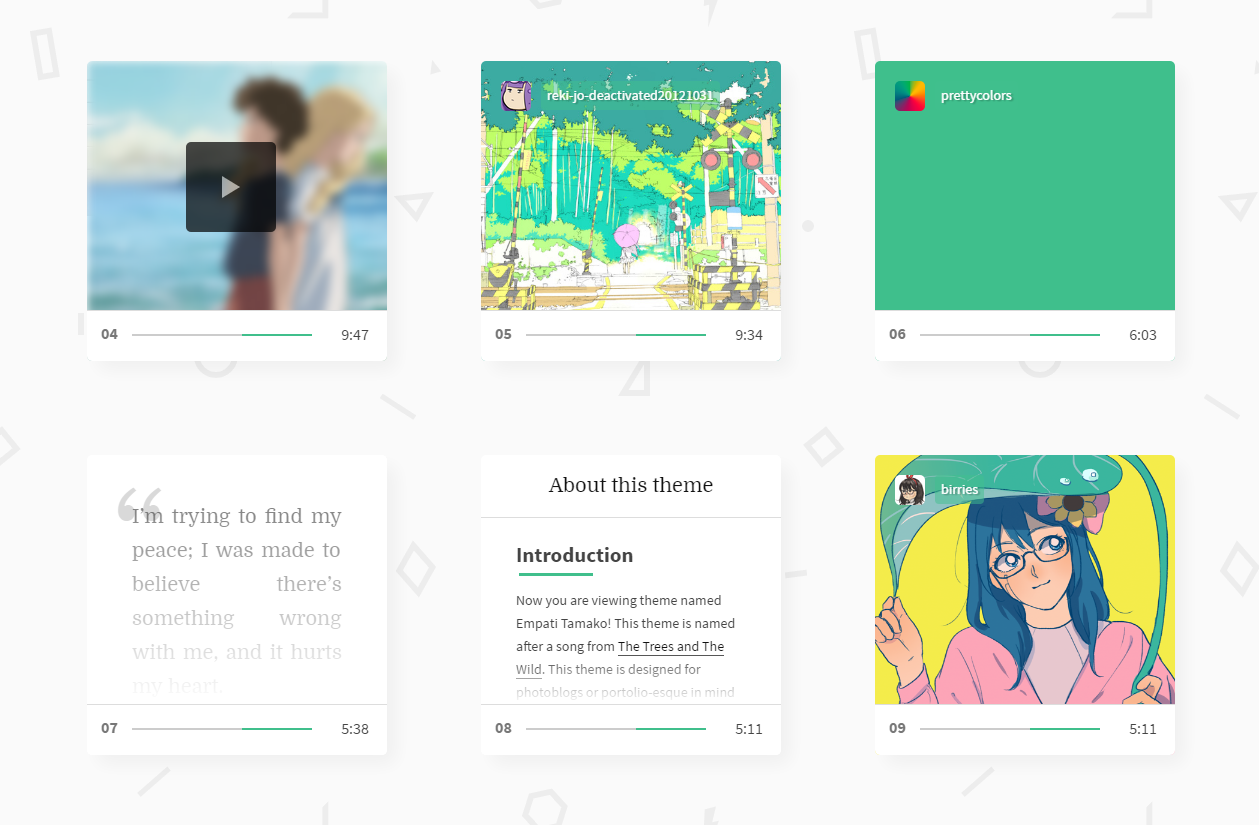 reki-jo-deactivated20121031
prettycolors
04 9:47
05 9:34
06 6:03
“
I’m trying to find my
peace; I was made to
believe there’s
something wrong
with me, and it hurts
my heart.
07 5:38
About this theme
Introduction
Now you are viewing theme named
Empati Tamako! This theme is named
after a song from The Trees and The
Wild. This theme is designed for
photoblogs or portolio-esque in mind
08 5:11
birries
09 5:11